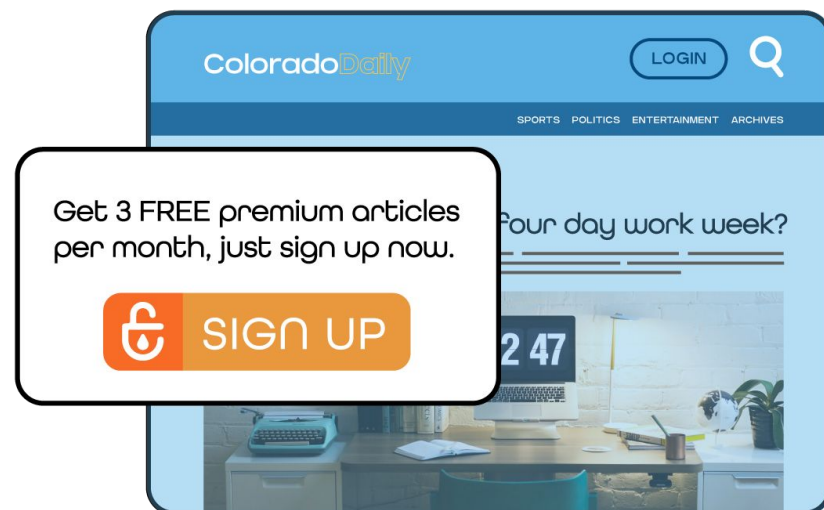 ColoradoDaily
LOGIN
SPORTS POLITICS ENTERTAINMENT ARCHIVES
Get 3 FREE premium articles
per month, just sign up now.
SIGN UP
four day work week?
2 47